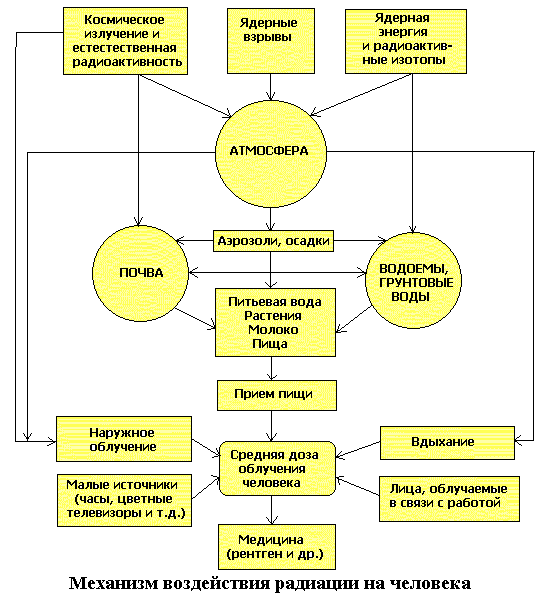 Космическое
излучение и
естестественная
радиоактивность
Ядерные
взрывы
Ядерная
энергия
и радиоактив-
ные изотопы
АТМОСФЕРА
Аэрозоли, осадки
ПОЧВА
ВОДОЕМЫ,
ГРУНТОВЫЕ
ВОДЫ
Питьевая вода
Растения
Молоко
Пища
Прием пищи
Наружное
облучение
Средняя доза
облучения
человека
Вдыхание
Малые источники
(часы, цветные
телевизоры и т.д.)
Лица, облучаемые
в связи с работой
Медицина
(рентген и др.)
Механизм воздействия радиации на человека